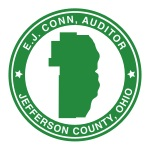 E.J. CONN, AUDITOR
JEFFERSON COUNTY, OHIO